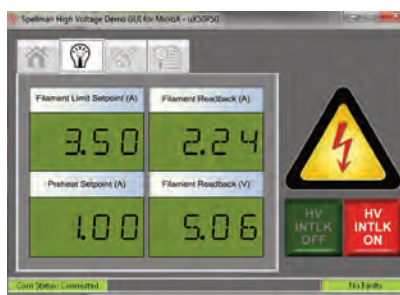 Spellman High Voltage Demo GUI for MicroX - uX50P50
Filament Limit Setpoint (A)
Filament Readback (A)
3.50
2.24
Preheat Setpoint (A)
Filament Readback (V)
1.00
5.06
HV INTLK OFF
HV INTLK ON
Com Status: Connected
No Faults